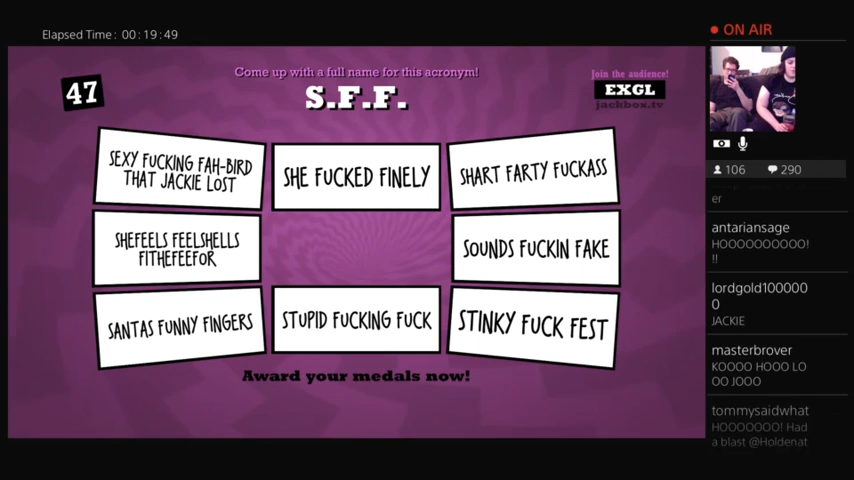 Elapsed Time: 00:19:49
ON AIR
47
Come up with a full name for this acronym!
S.F.F.
Join the audience!
EXGL
jackbox.tv
SEXY FUCKING FAH-BIRD
THAT JACKIE LOST
SHE FUCKED FINELY
SHART FARTY FUCKASS
SHEFEELS FEELSHELLS
FITHEFEEFOR
SOUNDS FUCKIN FAKE
SANTAS FUNNY FINGERS
STUPID FUCKING FUCK
STINKY FUCK FEST
Award your medals now!
106 290
er
antariansage
HOOOOOOOOOO!
!!
lordgold100000
0
JACKIE
masterbrover
KOOOO HOOO LO
OO JOOO
tommysaidwhat
HOOOOOOO! Had
a blast @Holdenat